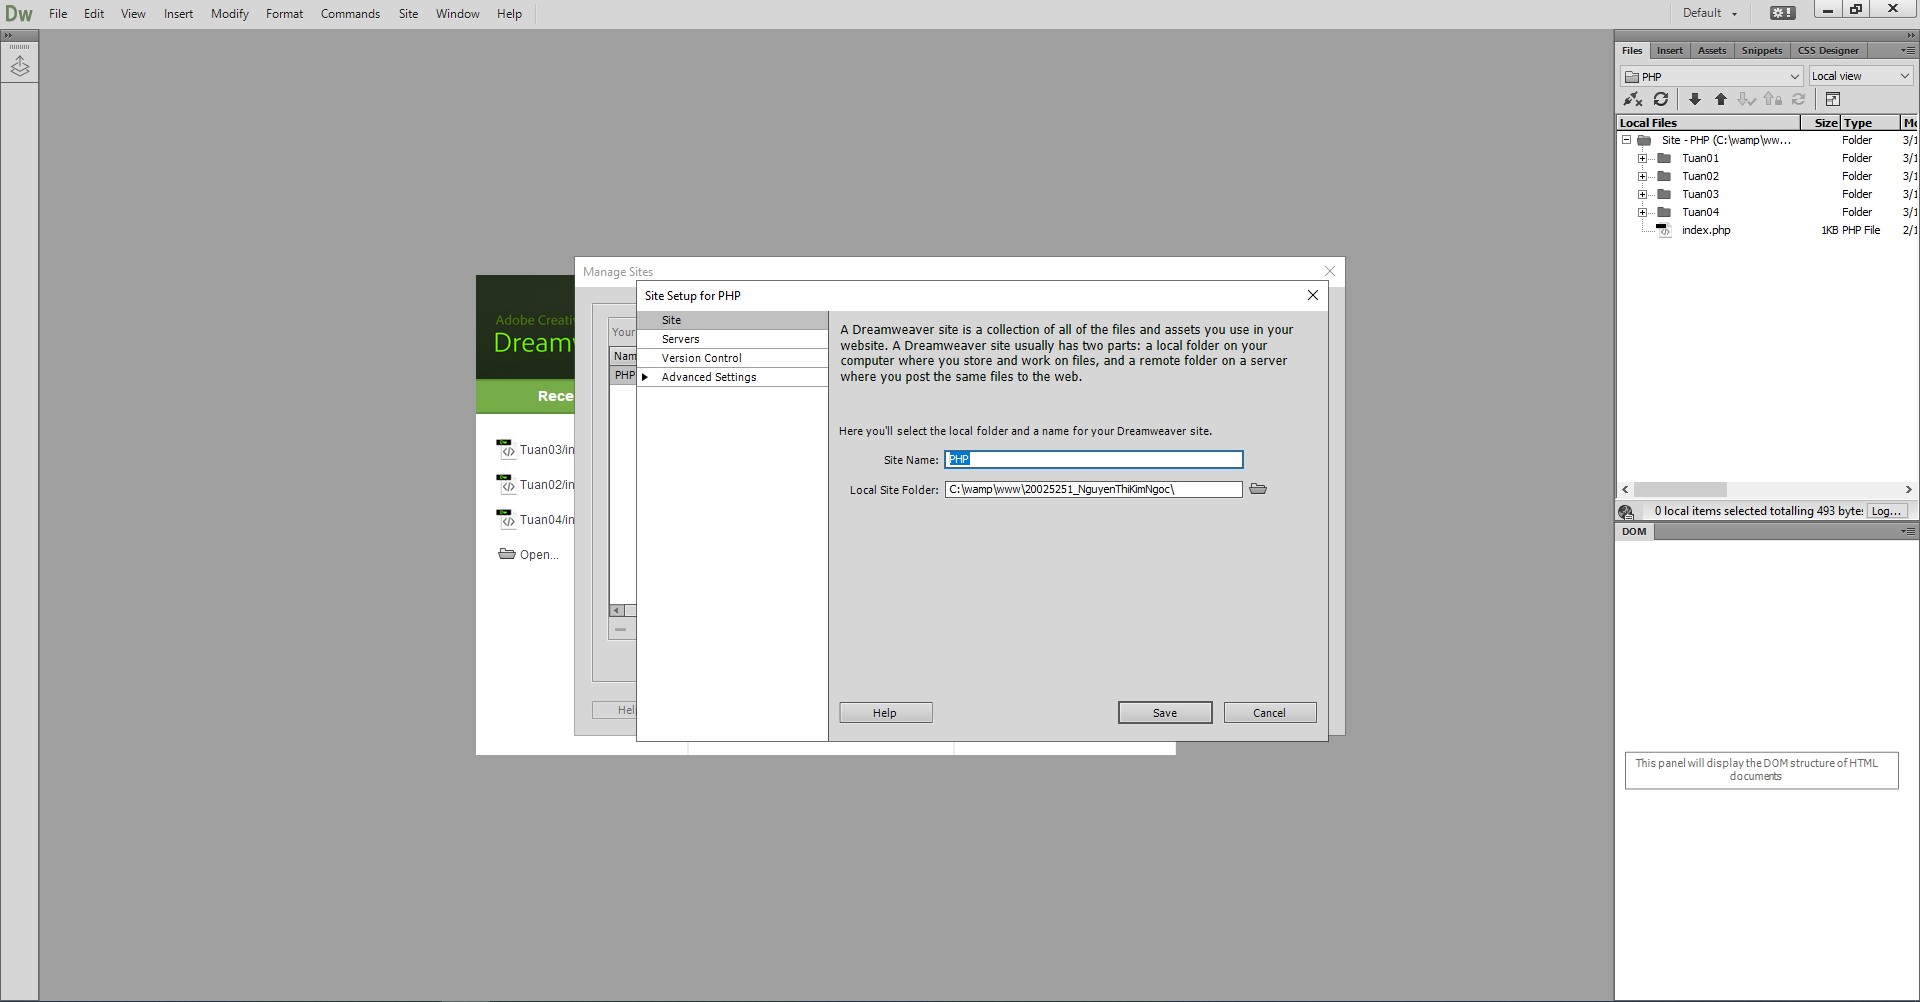 Dw File Edit View Insert Modify Format Commands Site Window Help
Default
Files Insert Assets Snippets CSS Designer
PHP
Local view
Local Files Size Type
Site - PHP (C:\wamp\ww... Folder 3/1
Tuan01 Folder 3/1
Tuan02 Folder 3/1
Tuan03 Folder 3/1
Tuan04 Folder 3/1
index.php 1KB PHP File 2/1
0 local items selected totalling 493 byte: Log...
DOM
This panel will display the DOM structure of HTML
documents
Adobe Creati
Dreamw
Rece
Tuan03/in
Tuan02/in
Tuan04/in
Open...
Manage Sites
Your
Nam
PHP
Help
Site Setup for PHP
Site
Servers
Version Control
Advanced Settings
A Dreamweaver site is a collection of all of the files and assets you use in your
website. A Dreamweaver site usually has two parts: a local folder on your
computer where you store and work on files, and a remote folder on a server
where you post the same files to the web.
Here you'll select the local folder and a name for your Dreamweaver site.
Site Name: PHP
Local Site Folder: C:\wamp\www\20025251_NguyenThiKimNgoc\
Help Save Cancel